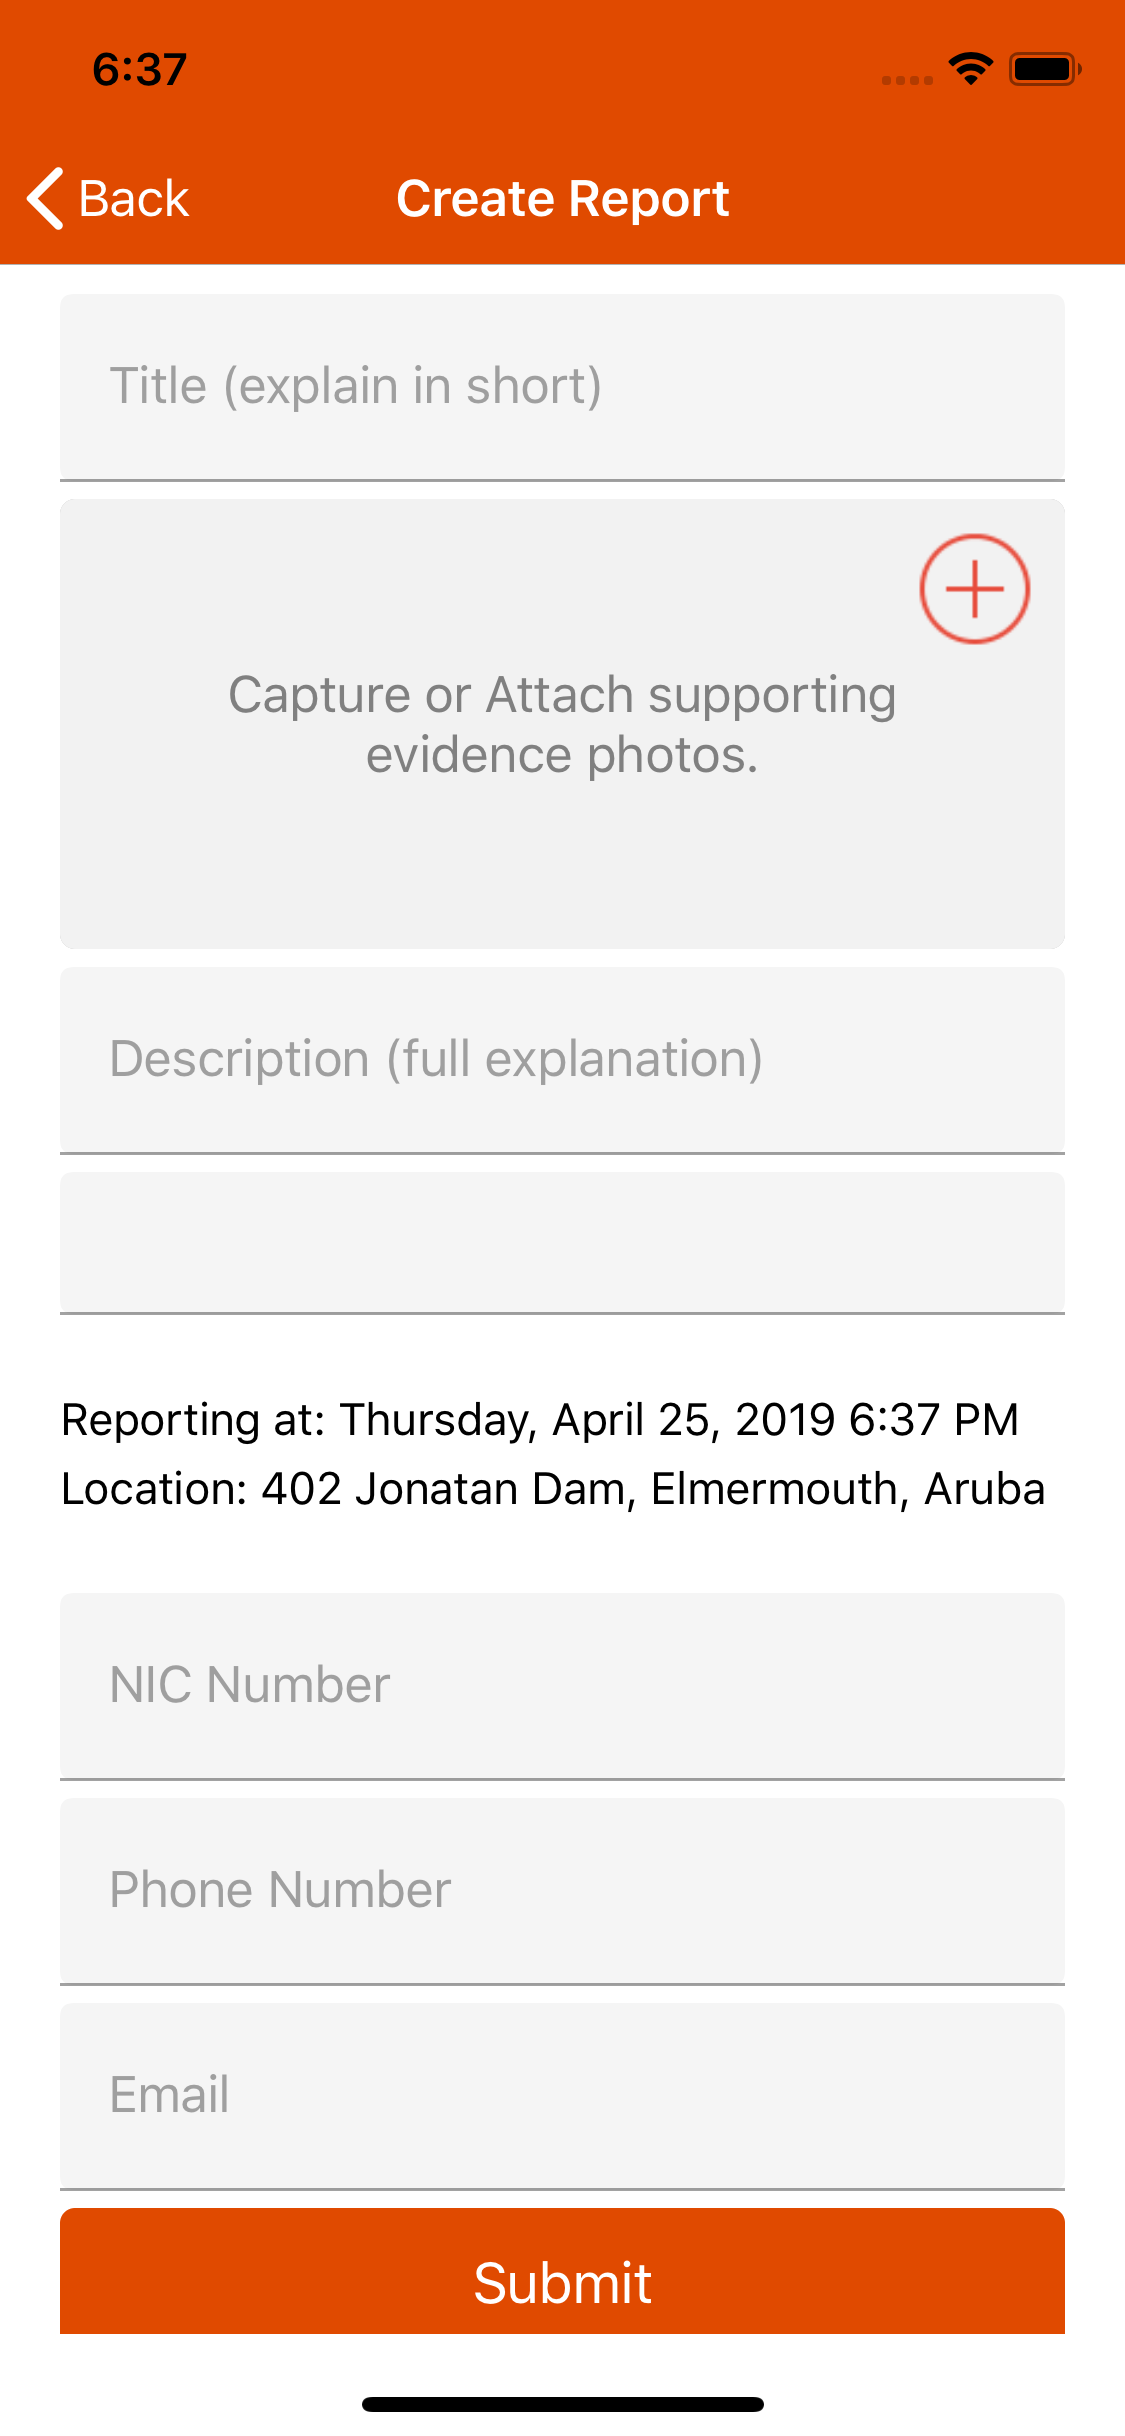 6:37
Back
Create Report
Title (explain in short)
Capture or Attach supporting
evidence photos.
Description (full explanation)
Reporting at: Thursday, April 25, 2019 6:37 PM
Location: 402 Jonatan Dam, Elmermouth, Aruba
NIC Number
Phone Number
Email
Submit